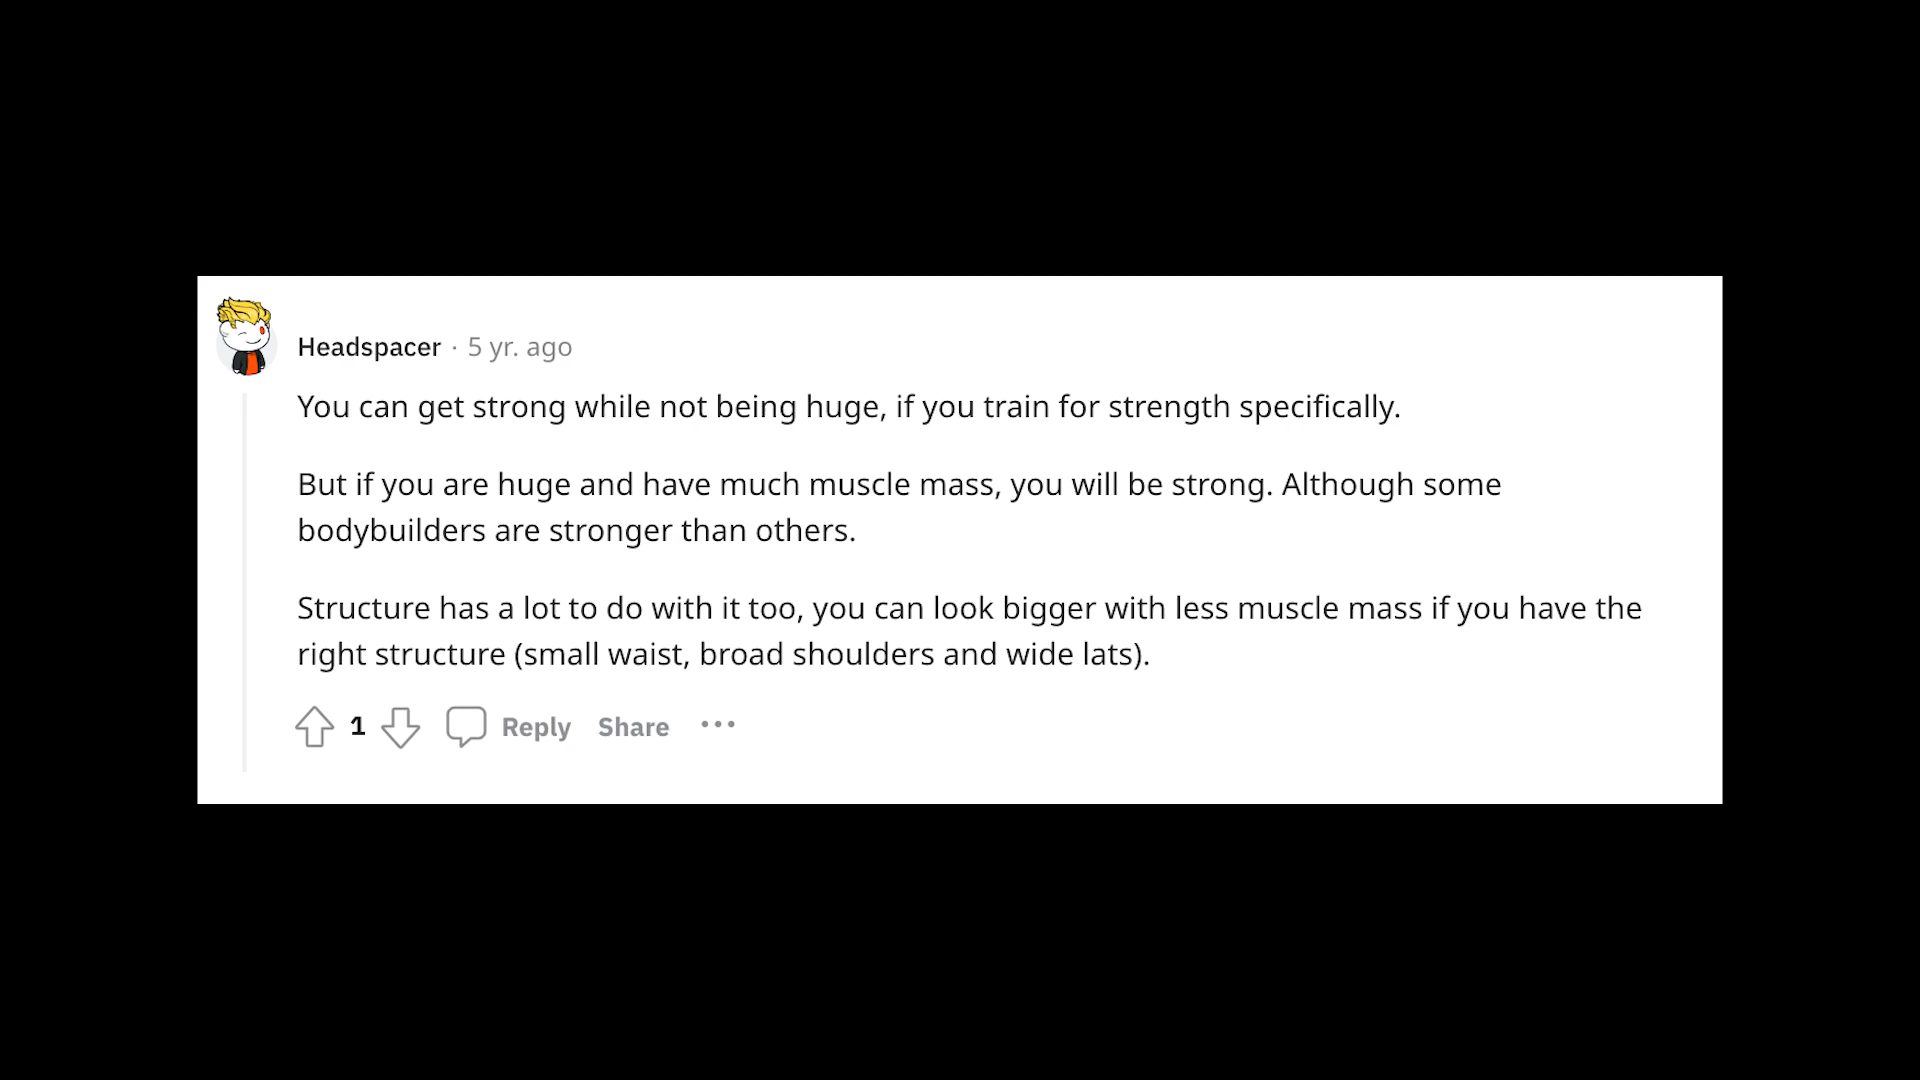 Headspacer · 5 yr. ago
You can get strong while not being huge, if you train for strength specifically.
But if you are huge and have much muscle mass, you will be strong. Although some
bodybuilders are stronger than others.
Structure has a lot to do with it too, you can look bigger with less muscle mass if you have the
right structure (small waist, broad shoulders and wide lats).
1 Reply Share ···